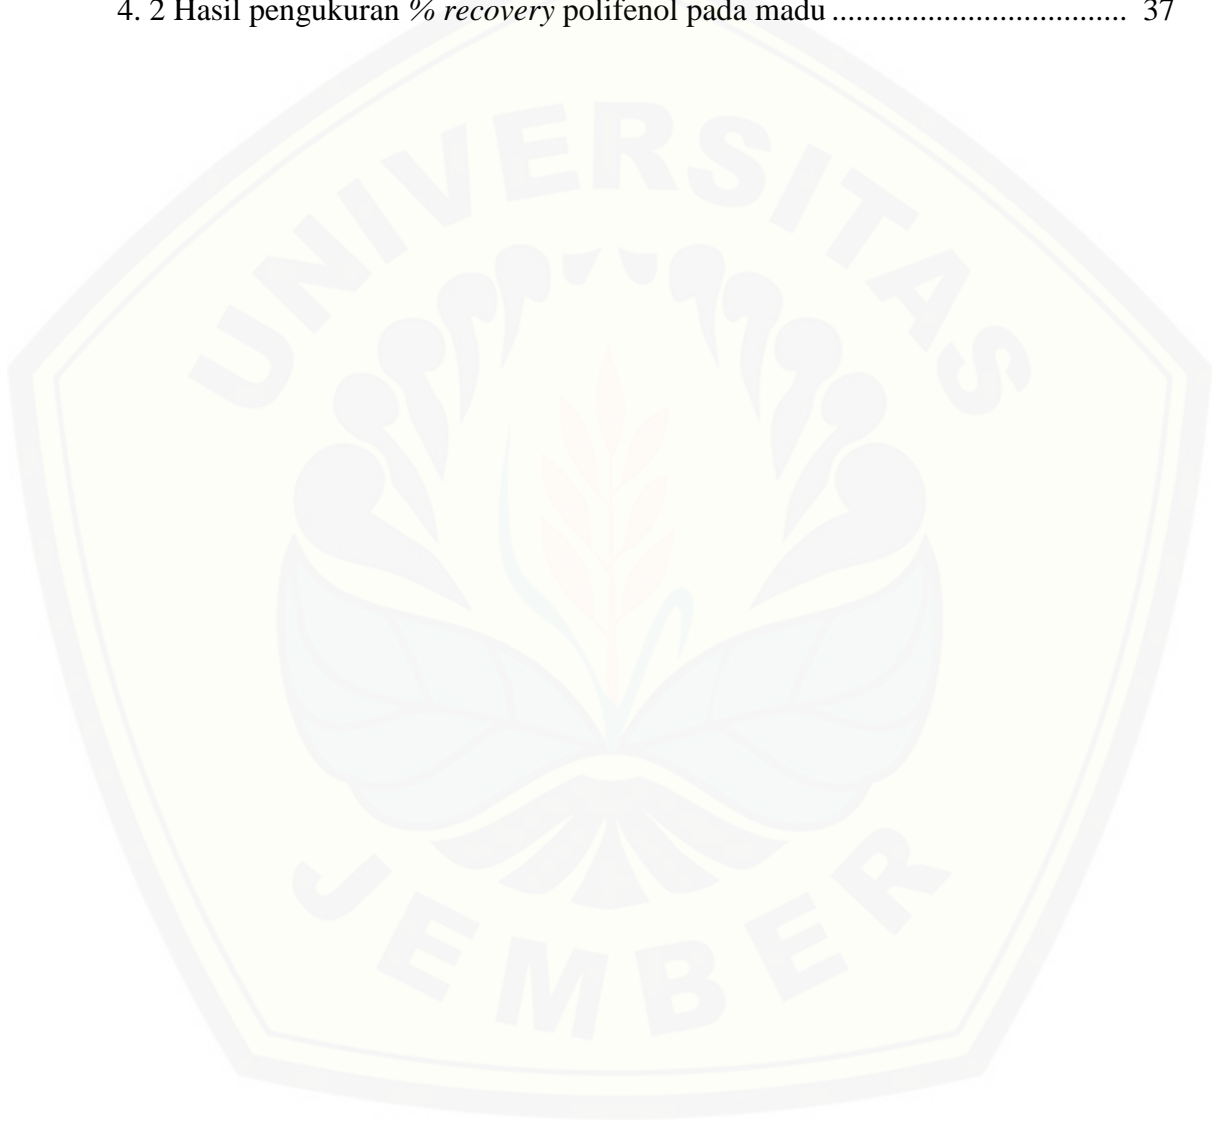 4. 2 Hasil pengukuran % recovery polifenol pada madu ..................................... 37
UNIVERSITAS
JEMBER